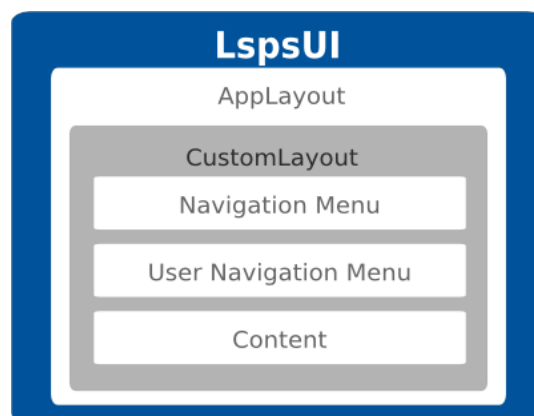 LspsUI
AppLayout
CustomLayout
Navigation Menu
User Navigation Menu
Content